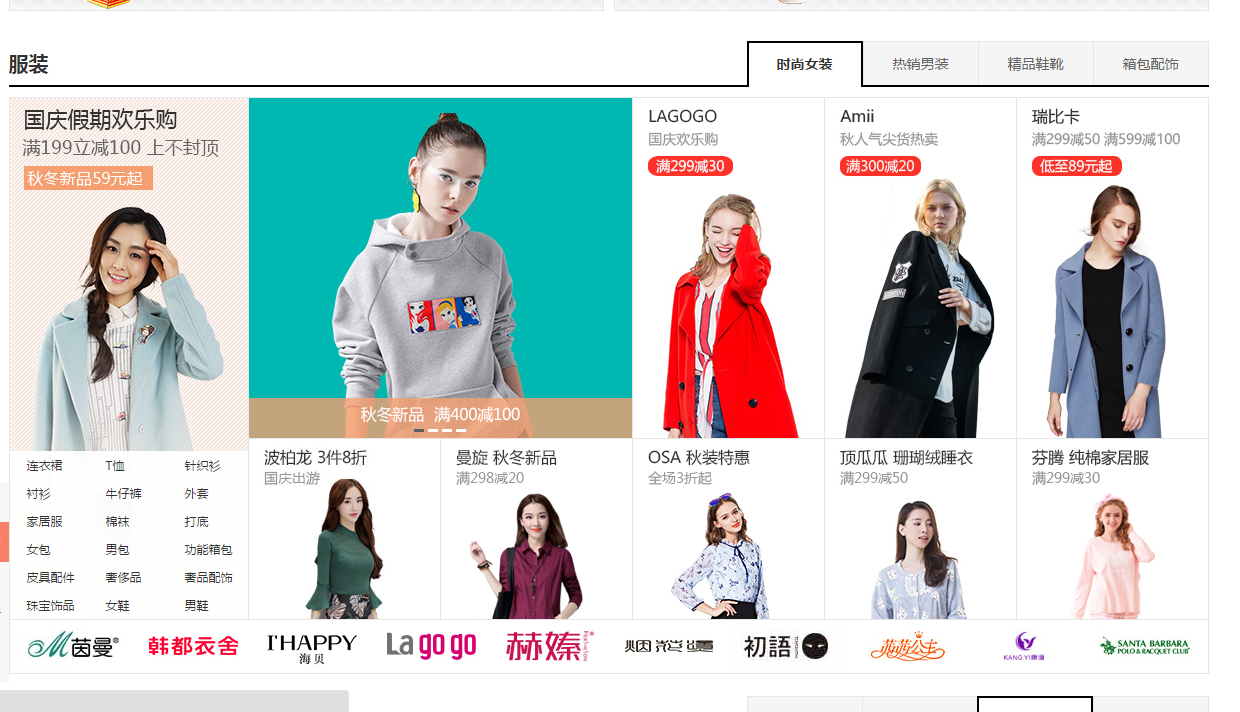 服装
时尚女装
热销男装
精品鞋靴
箱包配饰
国庆假期欢乐购
满199立减100 上不封顶
秋冬新品59元起
秋冬新品 满400减100
LAGOGO
国庆欢乐购
满299减30
Amii
秋人气尖货热卖
满300减20
瑞比卡
满299减50 满599减100
低至89元起
连衣裙 T恤 针织衫
衬衫 牛仔裤 外套
家居服 棉袜 打底
女包 男包 功能箱包
皮具配件 奢侈品 奢品配饰
珠宝饰品 女鞋 男鞋
波柏龙 3件8折
国庆出游
曼旋 秋冬新品
满298减20
OSA 秋装特惠
全场3折起
顶瓜瓜 珊瑚绒睡衣
满299减50
芬腾 纯棉家居服
满299减30
茵曼®
韩都衣舍
I'HAPPY
海贝
La go go
赫嫀®
初語
茜茜公主
KANG YI 康谊
SANTA BARBARA
POLO & RACQUET CLUB